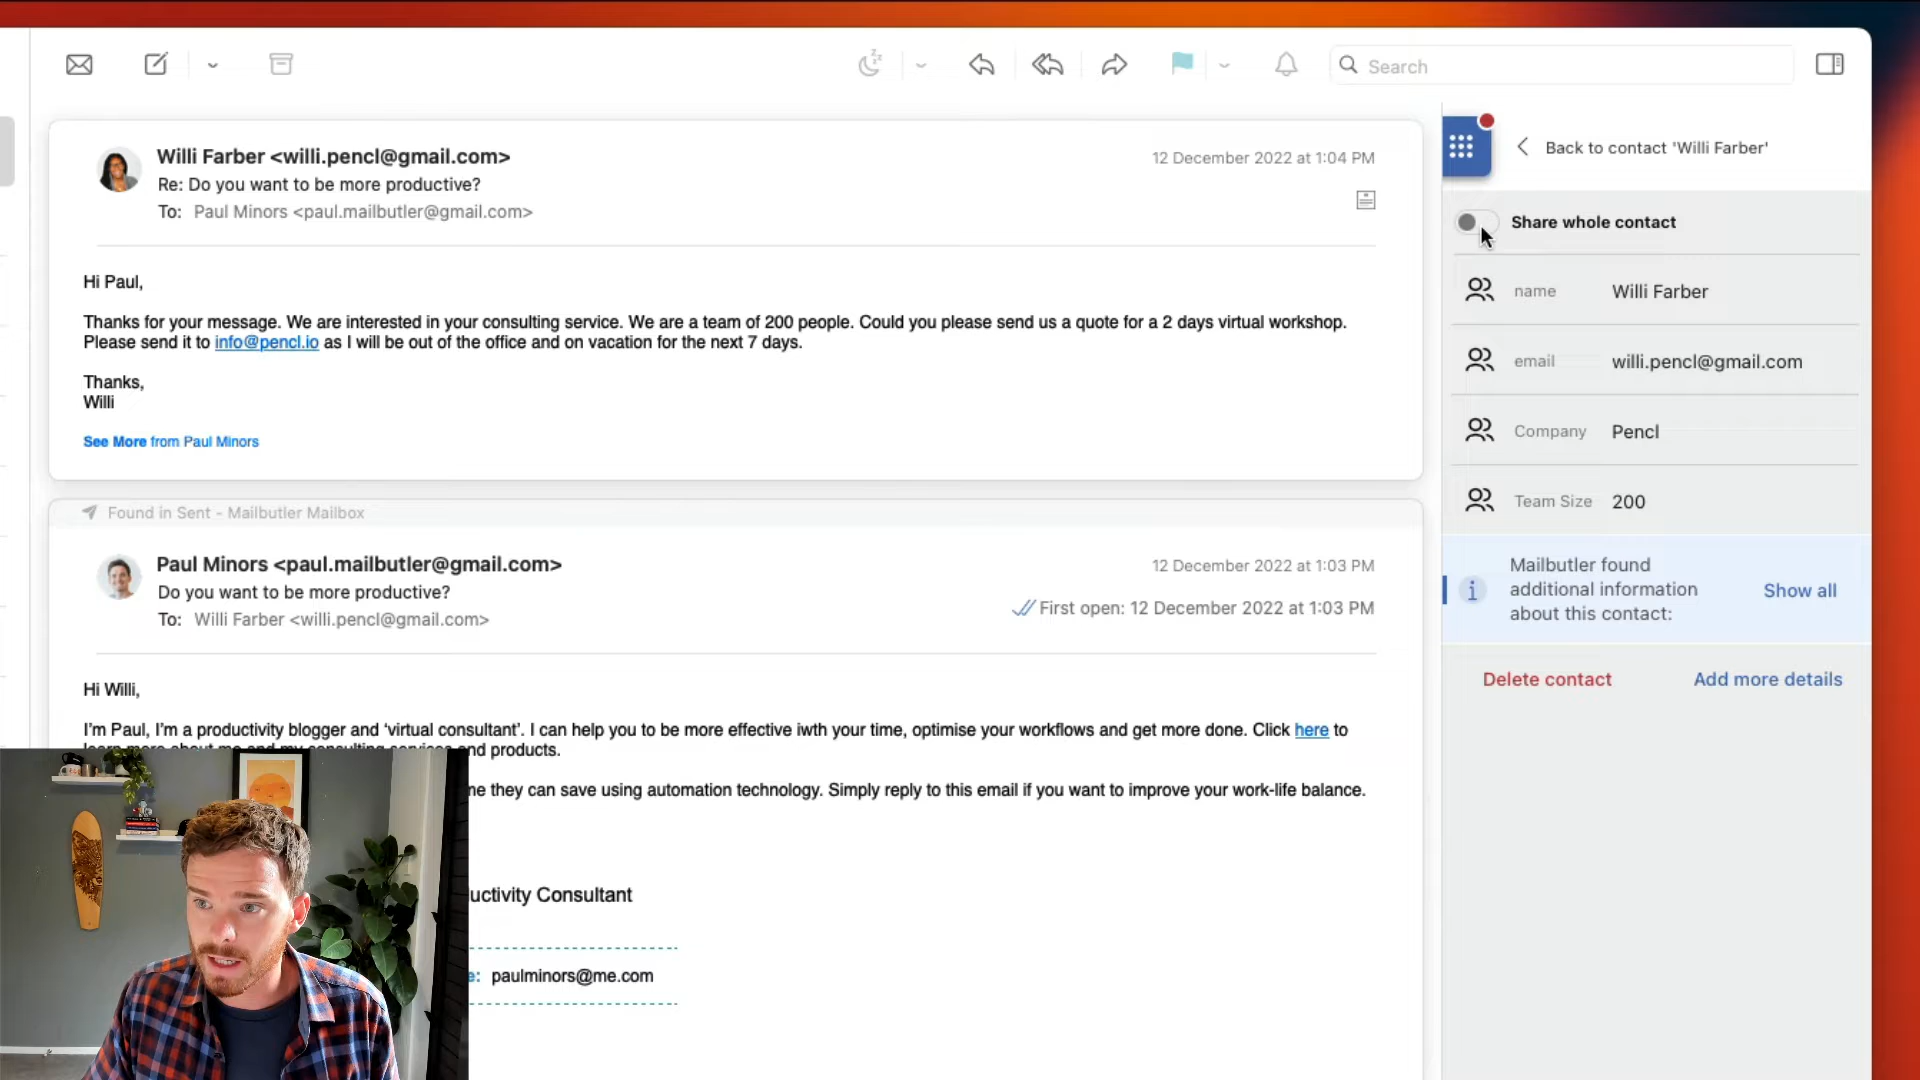 Search
Willi Farber <willi.pencl@gmail.com>
12 December 2022 at 1:04 PM
Re: Do you want to be more productive?
To: Paul Minors <paul.mailbutler@gmail.com>
Hi Paul,
Thanks for your message. We are interested in your consulting service. We are a team of 200 people. Could you please send us a quote for a 2 days virtual workshop.
Please send it to info@pencl.io as I will be out of the office and on vacation for the next 7 days.
Thanks,
Willi
See More from Paul Minors
Found in Sent - Mailbutler Mailbox
Paul Minors <paul.mailbutler@gmail.com>
12 December 2022 at 1:03 PM
Do you want to be more productive?
First open: 12 December 2022 at 1:03 PM
To: Willi Farber <willi.pencl@gmail.com>
Hi Willi,
I'm Paul, I'm a productivity blogger and ‘virtual consultant’. I can help you to be more effective iwth your time, optimise your workflows and get more done. Click here to
learn more about me and my consulting services and products.
me they can save using automation technology. Simply reply to this email if you want to improve your work-life balance.
uctivity Consultant
e: paulminors@me.com
Back to contact 'Willi Farber'
Share whole contact
name Willi Farber
email willi.pencl@gmail.com
Company Pencl
Team Size 200
Mailbutler found
additional information
about this contact:
Show all
Delete contact
Add more details